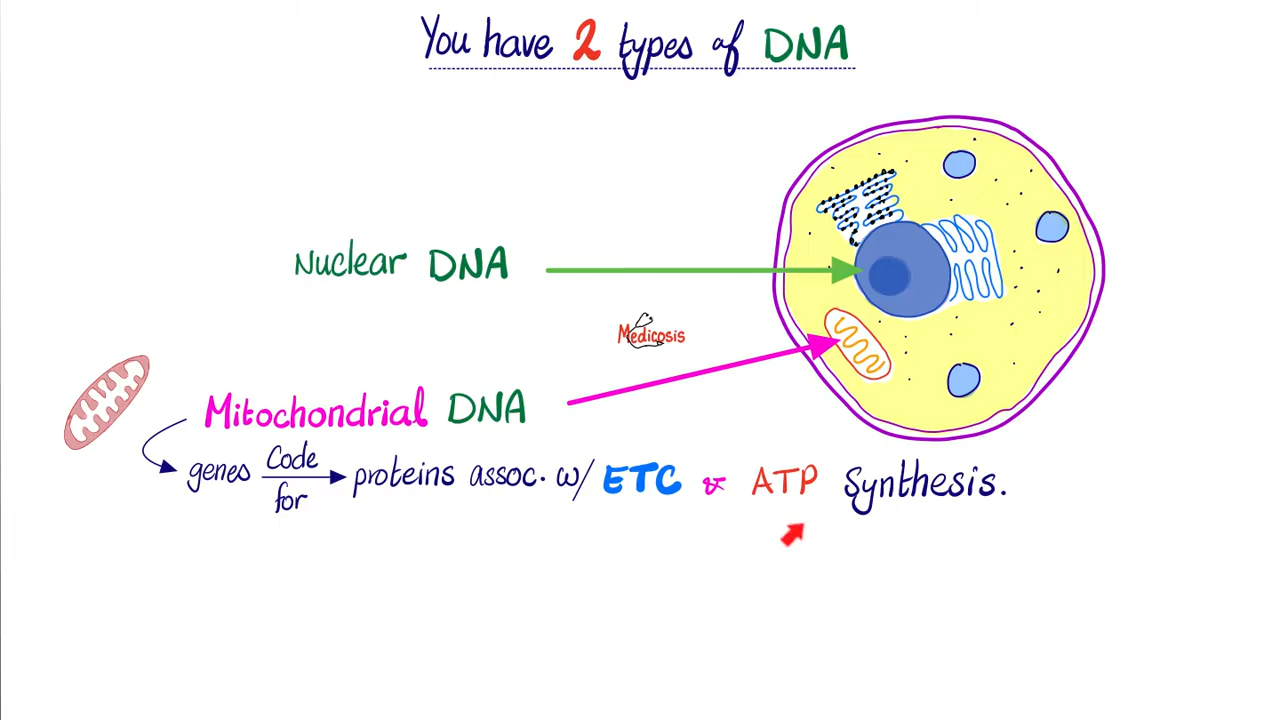 You have 2 types of DNA
Nuclear DNA
Medicosis
Mitochondrial DNA
genes Code for proteins assoc. w/ ETC & ATP Synthesis.